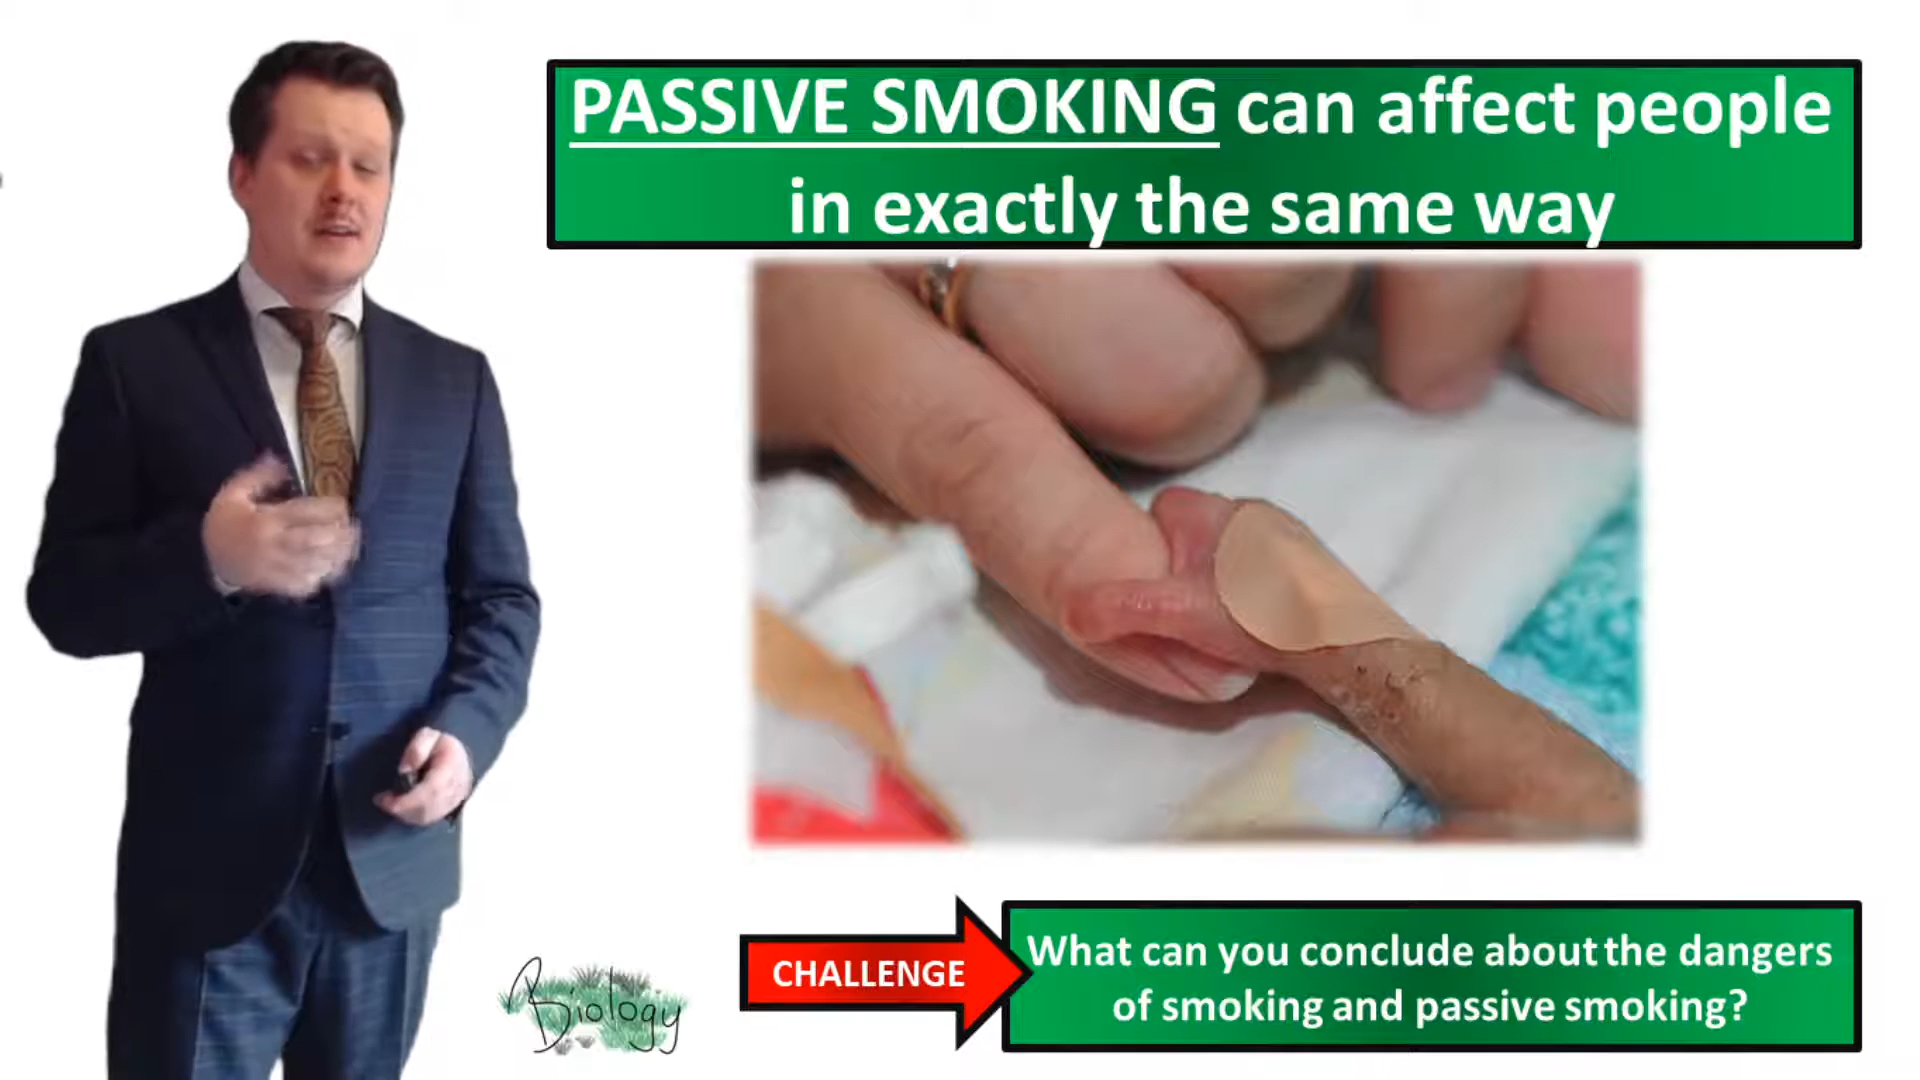 PASSIVE SMOKING can affect people
in exactly the same way
CHALLENGE
What can you conclude about the dangers
of smoking and passive smoking?
Biology